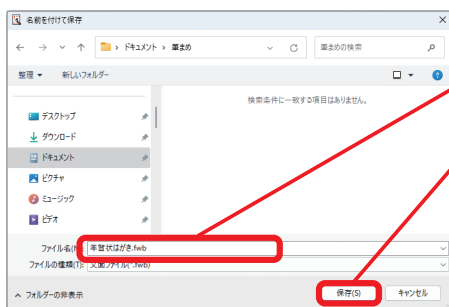 名前を付けて保存
ドキュメント › 筆まめ
筆まめの検索
整理 新しいフォルダー
検索条件に一致する項目はありません。
デスクトップ
ダウンロード
ドキュメント
ピクチャ
ミュージック
ビデオ
ファイル名(N): 年賀状はがき.fwb
ファイルの種類(T): 文面ファイル(*.fwb)
フォルダーの非表示
保存(S) キャンセル